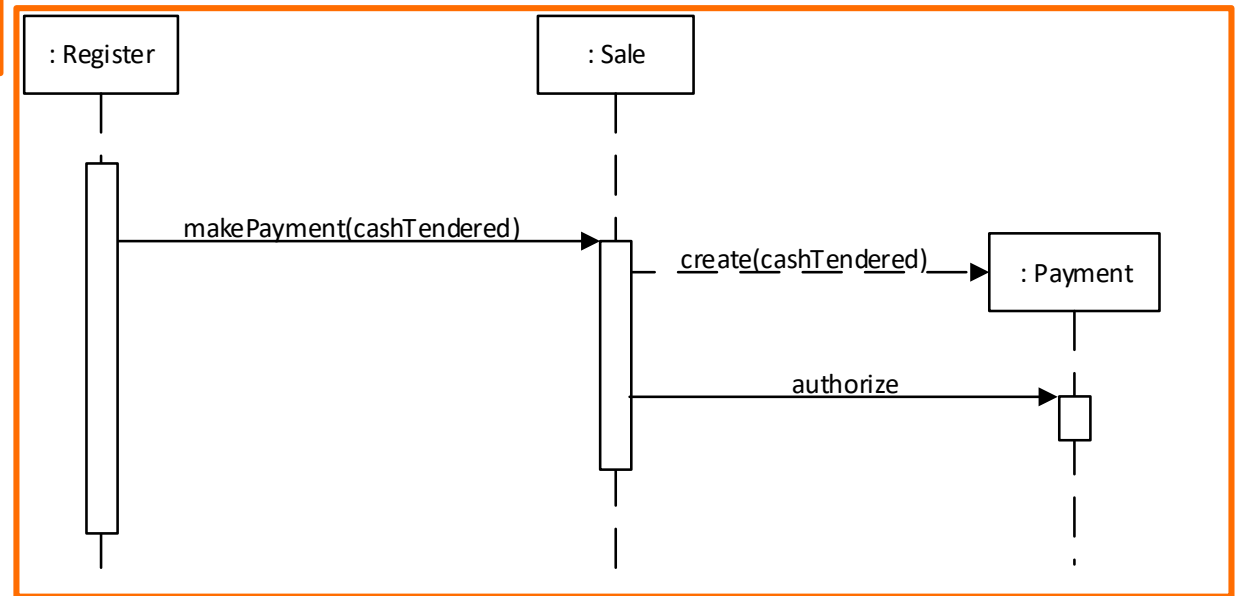 : Register
: Sale
makePayment(cashTendered)
create(cashTendered)
: Payment
authorize